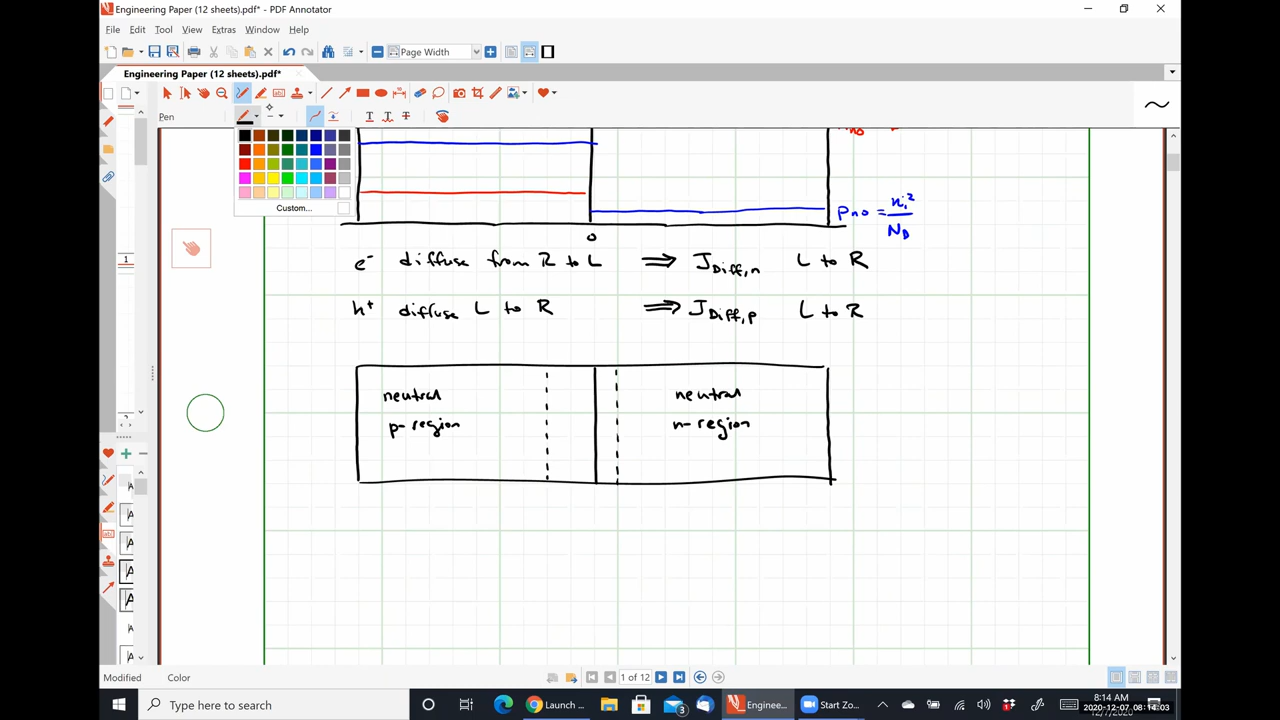 Engineering Paper (12 sheets).pdf* - PDF Annotator
File Edit Tool View Extras Window Help
Page Width
Engineering Paper (12 sheets).pdf*
Pen
Custom...
1
0
pno = ni²/ND
e⁻ diffuse from R to L ⟹ JDiff,n L to R
h⁺ diffuse L to R ⟹ JDiff,p L to R
neutral
p-region
neutral
n-region
Modified Color 1 of 12
Type here to search
Launch ...
3
Enginee...
Start Zo...
8:14 AM
2020-12-07, 08:14:03